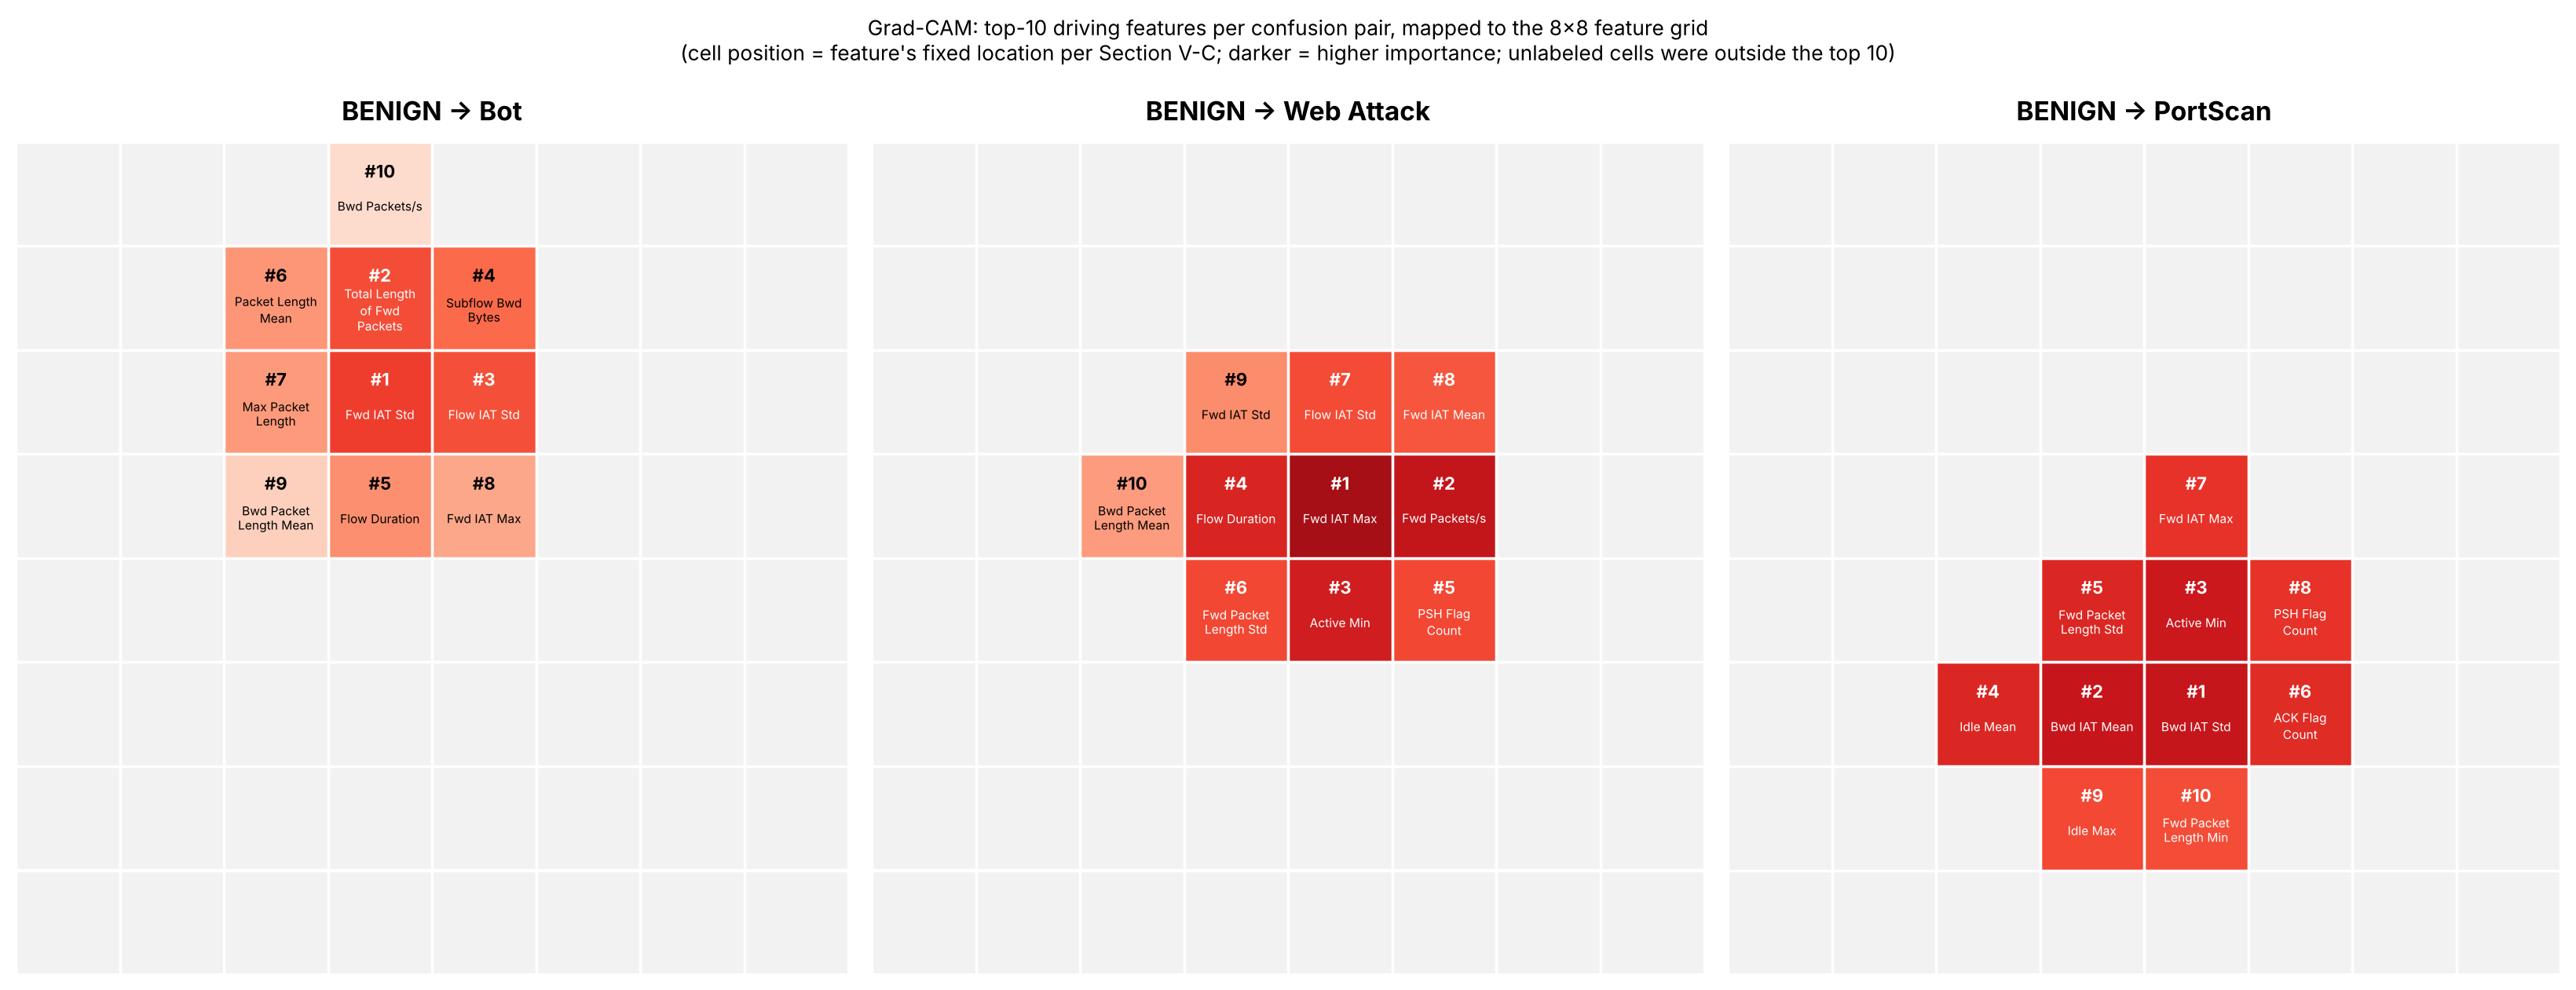 Grad-CAM: top-10 driving features per confusion pair, mapped to the 8×8 feature grid
(cell position = feature's fixed location per Section V-C; darker = higher importance; unlabeled cells were outside the top 10)
BENIGN → Bot
#10
Bwd Packets/s
#6
Packet Length
Mean
#2
Total Length
of Fwd
Packets
#4
Subflow Bwd
Bytes
#7
Max Packet
Length
#1
Fwd IAT Std
#3
Flow IAT Std
#9
Bwd Packet
Length Mean
#5
Flow Duration
#8
Fwd IAT Max
BENIGN → Web Attack
#9
Fwd IAT Std
#7
Flow IAT Std
#8
Fwd IAT Mean
#10
Bwd Packet
Length Mean
#4
Flow Duration
#1
Fwd IAT Max
#2
Fwd Packets/s
#6
Fwd Packet
Length Std
#3
Active Min
#5
PSH Flag
Count
BENIGN → PortScan
#7
Fwd IAT Max
#5
Fwd Packet
Length Std
#3
Active Min
#8
PSH Flag
Count
#4
Idle Mean
#2
Bwd IAT Mean
#1
Bwd IAT Std
#6
ACK Flag
Count
#9
Idle Max
#10
Fwd Packet
Length Min